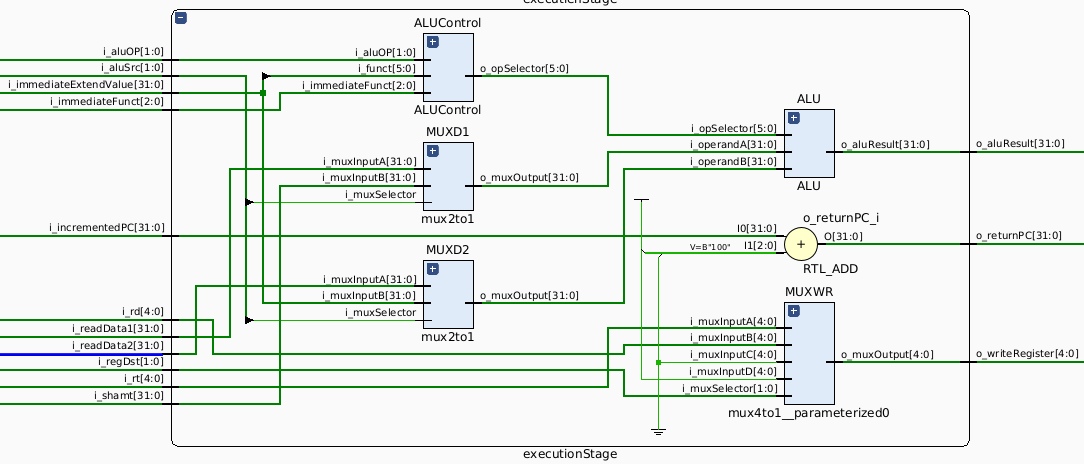 executionStage
ALUControl
i_aluOP[1:0]
i_aluSrc[1:0]
i_immediateExtendValue[31:0]
i_immediateFunct[2:0]
i_aluOP[1:0]
i_funct[5:0]
i_immediateFunct[2:0]
o_opSelector[5:0]
ALUControl
MUXD1
i_muxInputA[31:0]
i_muxInputB[31:0]
i_muxSelector
o_muxOutput[31:0]
mux2to1
ALU
i_opSelector[5:0]
i_operandA[31:0]
i_operandB[31:0]
o_aluResult[31:0]
o_aluResult[31:0]
ALU
i_incrementedPC[31:0]
o_returnPC_i
I0[31:0]
V=B"100"
I1[2:0]
+
O[31:0]
o_returnPC[31:0]
RTL_ADD
MUXD2
i_muxInputA[31:0]
i_muxInputB[31:0]
i_muxSelector
o_muxOutput[31:0]
mux2to1
i_rd[4:0]
i_readData1[31:0]
i_readData2[31:0]
i_regDst[1:0]
i_rt[4:0]
i_shamt[31:0]
MUXWR
i_muxInputA[4:0]
i_muxInputB[4:0]
i_muxInputC[4:0]
i_muxInputD[4:0]
i_muxSelector[1:0]
o_muxOutput[4:0]
o_writeRegister[4:0]
mux4to1__parameterized0
executionStage